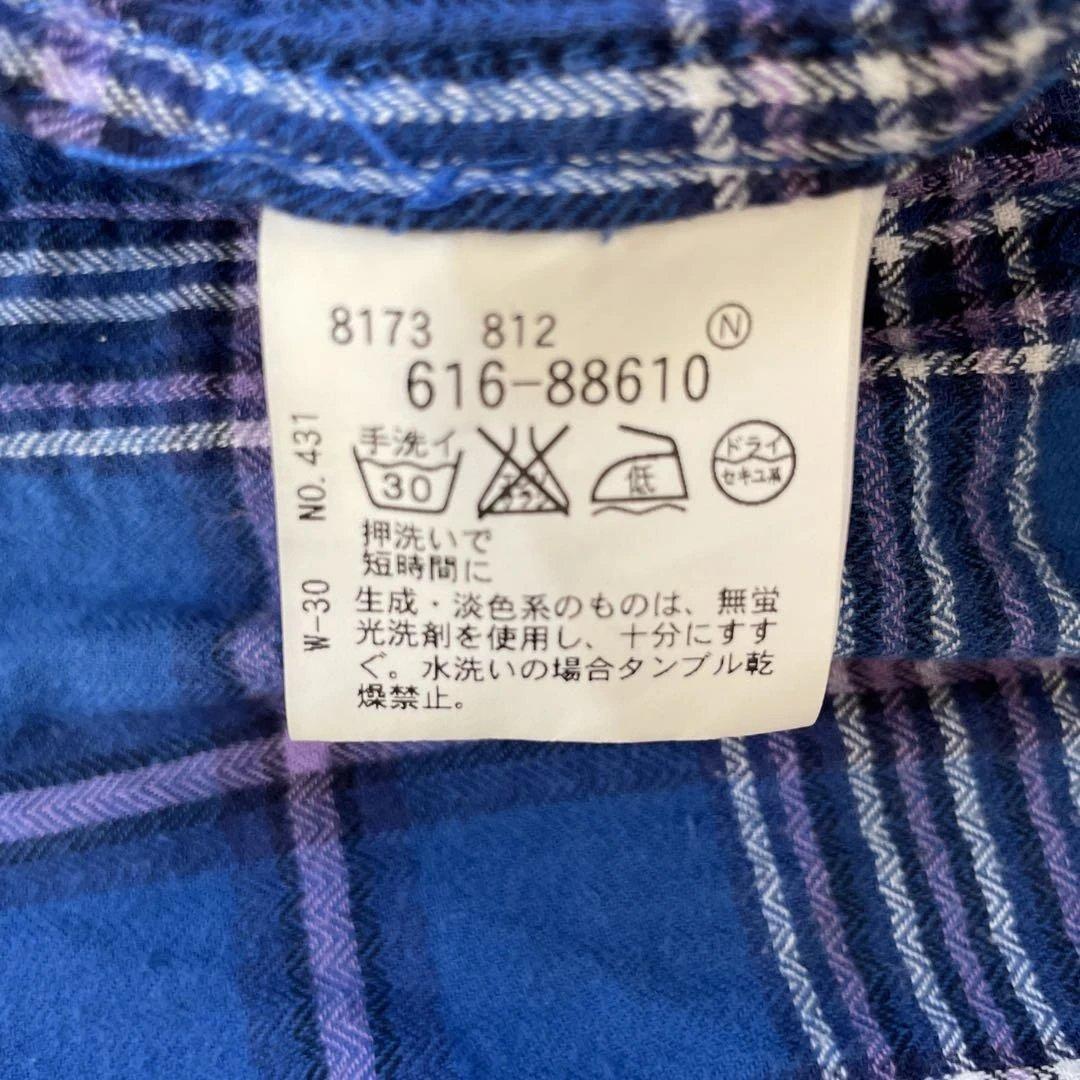 8173 812 Ⓝ
616-88610
手洗イ
30
低
ドライ
セキユ系
押洗いで
短時間に
生成・淡色系のものは、無蛍
光洗剤を使用し、十分にすす
ぐ。水洗いの場合タンブル乾
燥禁止。
W-30 NO.431